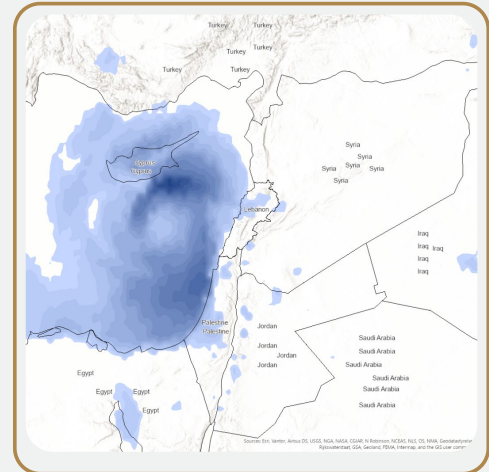 Turkey Turkey
Turkey Turkey
Turkey Turkey
Cyprus
Cyprus
Syria
Syria
Syria Syria Syria
Syria
Lebanon
Iraq
Iraq Iraq
Iraq
Iraq
Palestine
Palestine
Jordan
Jordan
Jordan
Jordan
Saudi Arabia
Saudi Arabia
Saudi Arabia
Saudi Arabia
Saudi Arabia
Saudi Arabia
Egypt
Egypt Egypt
Egypt
Sources: Esri, Vantor, Airbus DS, USGS, NGA, NASA, CGIAR, N Robinson, NCEAS, NLS, OS, NMA, Geodatastyrelsen,
Rijkswaterstaat, GSA, Geoland, FEMA, Intermap, and the GIS user